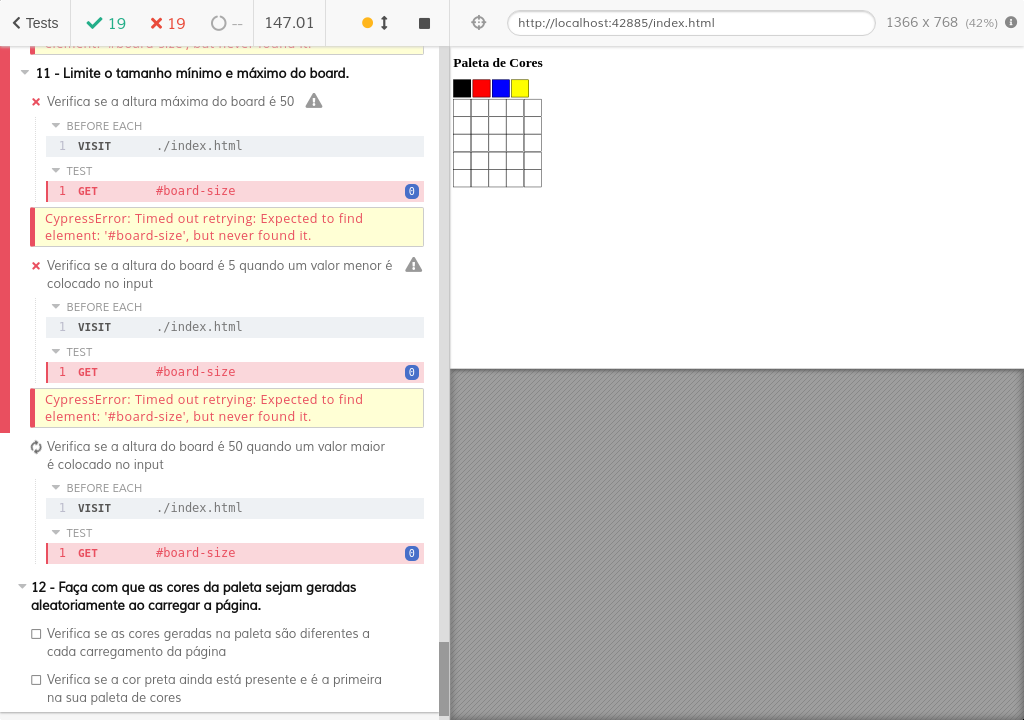 Tests 19 19 -- 147.01 http://localhost:42885/index.html 1366 x 768 (42%)
element: '#board-size', but never found it.
11 - Limite o tamanho mínimo e máximo do board.
Verifica se a altura máxima do board é 50
BEFORE EACH
1 VISIT ./index.html
TEST
1 GET #board-size 0
CypressError: Timed out retrying: Expected to find
element: '#board-size', but never found it.
Verifica se a altura do board é 5 quando um valor menor é
colocado no input
BEFORE EACH
1 VISIT ./index.html
TEST
1 GET #board-size 0
CypressError: Timed out retrying: Expected to find
element: '#board-size', but never found it.
Verifica se a altura do board é 50 quando um valor maior
é colocado no input
BEFORE EACH
1 VISIT ./index.html
TEST
1 GET #board-size 0
12 - Faça com que as cores da paleta sejam geradas
aleatoriamente ao carregar a página.
Verifica se as cores geradas na paleta são diferentes a
cada carregamento da página
Verifica se a cor preta ainda está presente e é a primeira
na sua paleta de cores
Paleta de Cores